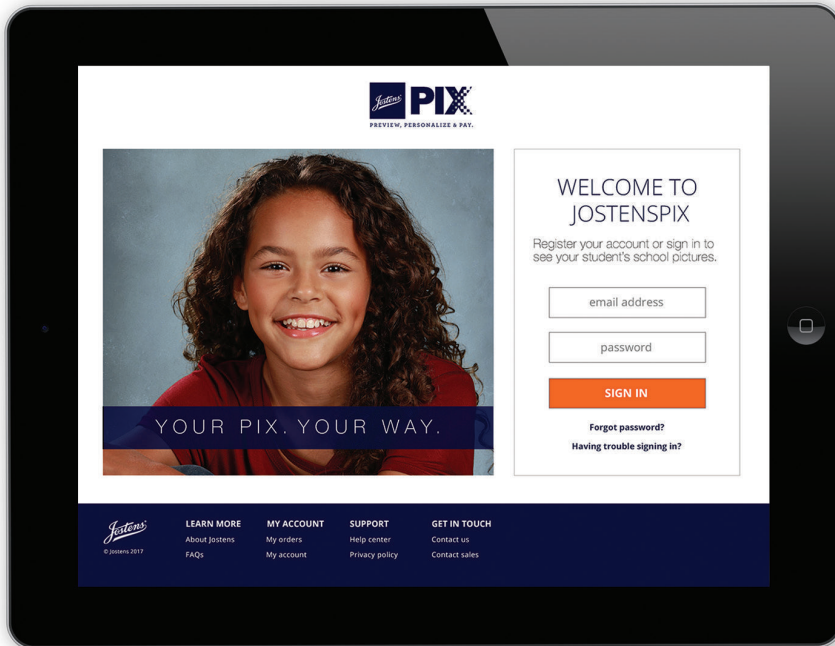 Jostens
PIX
PREVIEW, PERSONALIZE & PAY.
YOUR PIX. YOUR WAY.
WELCOME TO
JOSTENSPIX
Register your account or sign in to
see your student's school pictures.
email address
password
SIGN IN
Forgot password?
Having trouble signing in?
Jostens
© Jostens 2017
LEARN MORE
About Jostens
FAQs
MY ACCOUNT
My orders
My account
SUPPORT
Help center
Privacy policy
GET IN TOUCH
Contact us
Contact sales